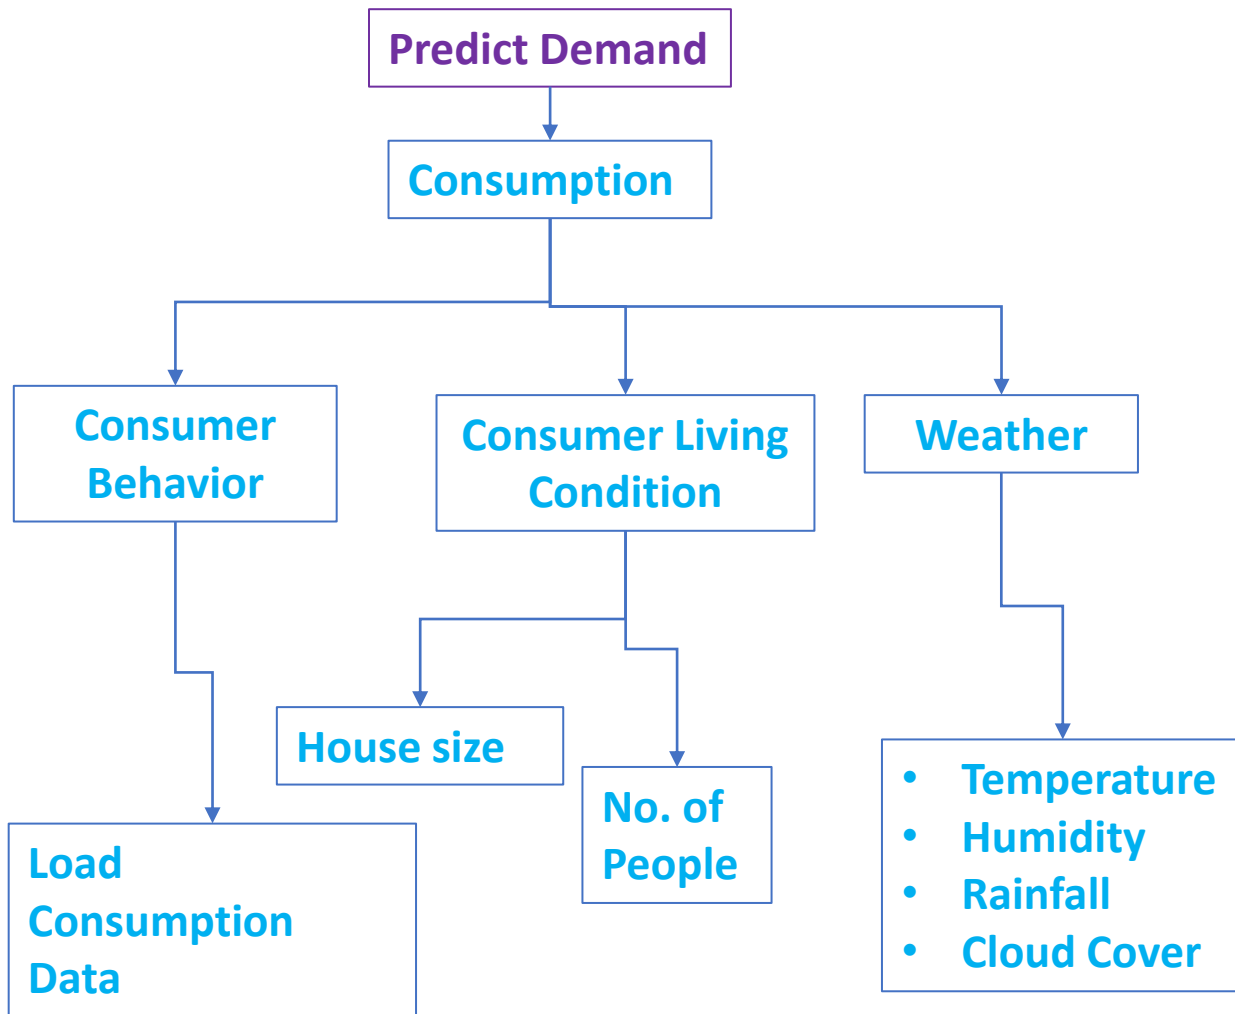 Predict Demand
Consumption
Consumer
Behavior
Consumer Living
Condition
Weather
House size
No. of
People
Load
Consumption
Data
• Temperature
• Humidity
• Rainfall
• Cloud Cover